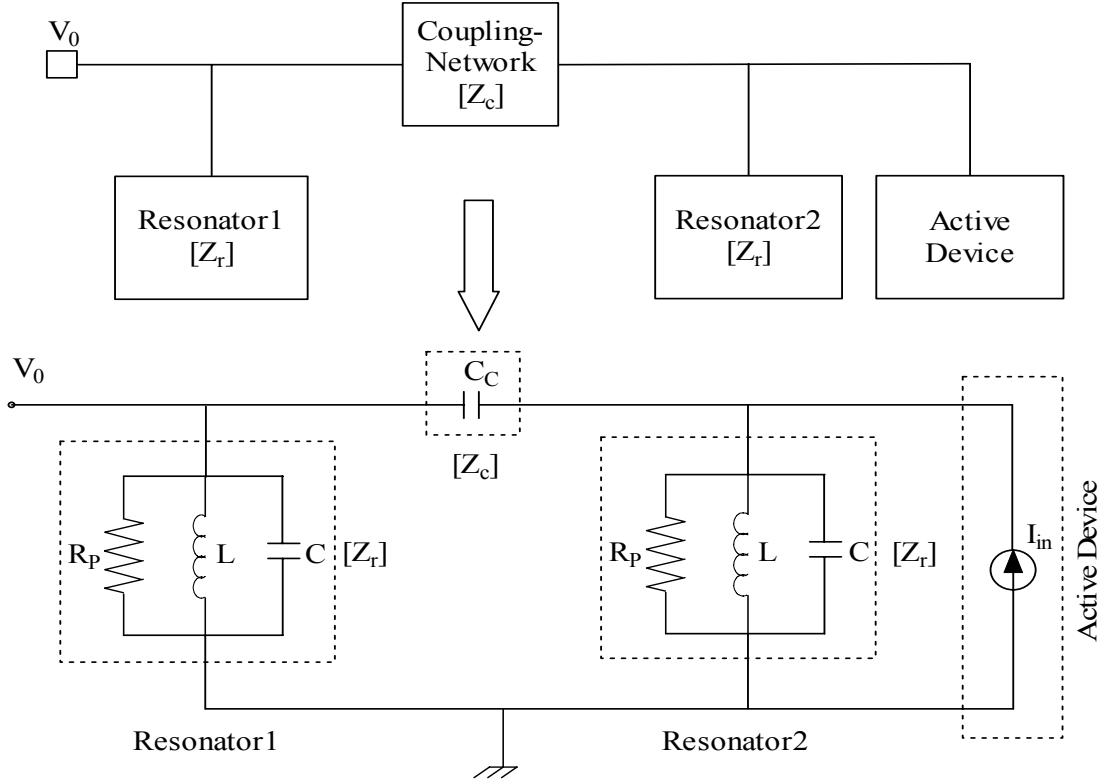 V0
Coupling-
Network
[Zc]
Resonator1
[Zr]
Resonator2
[Zr]
Active
Device
V0
CC
[Zc]
RP
L
C
[Zr]
RP
L
C
[Zr]
Iin
Active Device
Resonator1
Resonator2